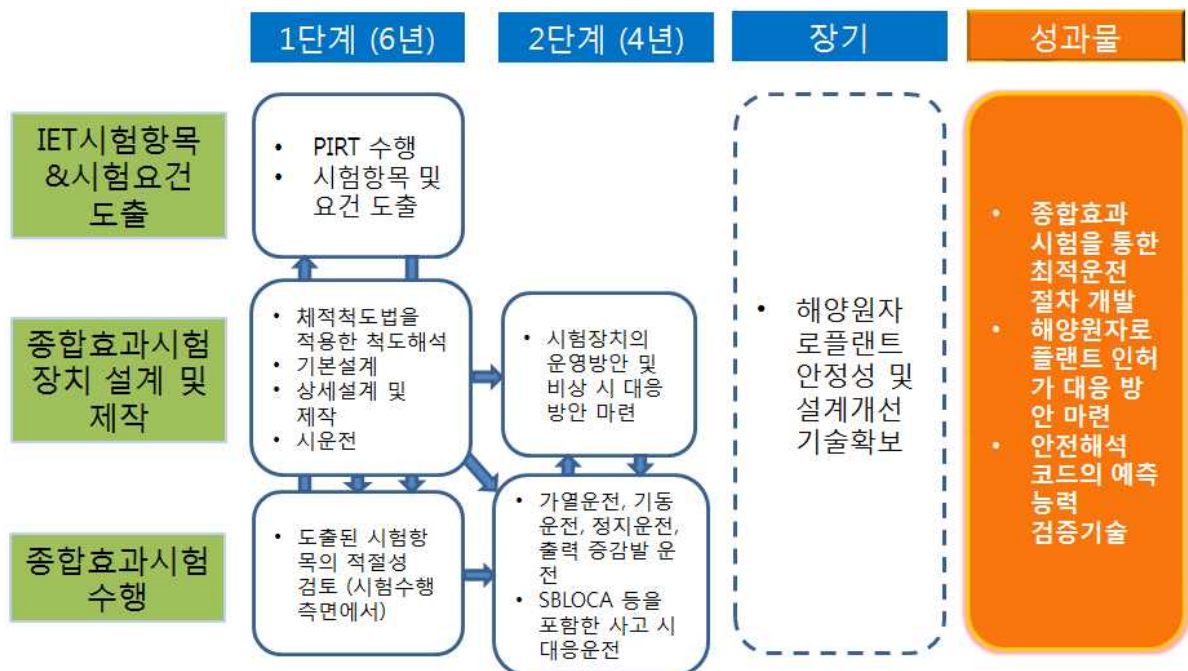 1단계 (6년)
2단계 (4년)
장기
성과물
IET시험항목
&시험요건
도출
• PIRT 수행
• 시험항목 및
요건 도출
종합효과시험
장치 설계 및
제작
• 체적척도법을
적용한 척도해석
• 기본설계
• 상세설계 및
제작
• 시운전
• 시험장치의
운영방안 및
비상 시 대응
방안 마련
종합효과시험
수행
• 도출된 시험항
목의 적절성
검토 (시험수행
측면에서)
• 가열운전, 기동
운전, 정지운전,
출력 증감발 운
전
• SBLOCA 등을
포함한 사고 시
대응운전
• 해양원자
로플랜트
안정성 및
설계개선
기술확보
• 종합효과
시험을 통한
최적운전
절차 개발
• 해양원자로
플랜트 인허
가 대응 방
안 마련
• 안전해석
코드의 예측
능력
검증기술